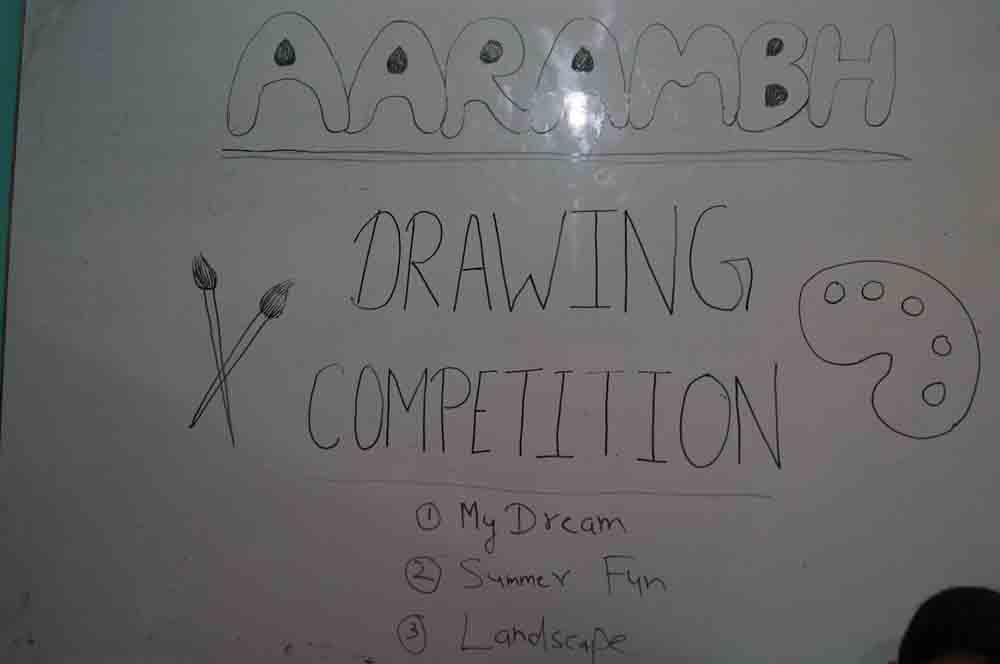 AARAMBH
DRAWING
COMPETITION
① My Dream
② Summer Fun
③ Landscape